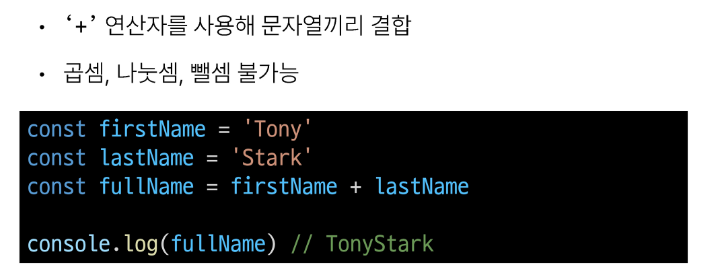 • ‘+’ 연산자를 사용해 문자열끼리 결합
• 곱셈, 나눗셈, 뺄셈 불가능
const firstName = 'Tony'
const lastName = 'Stark'
const fullName = firstName + lastName
console.log(fullName) // TonyStark